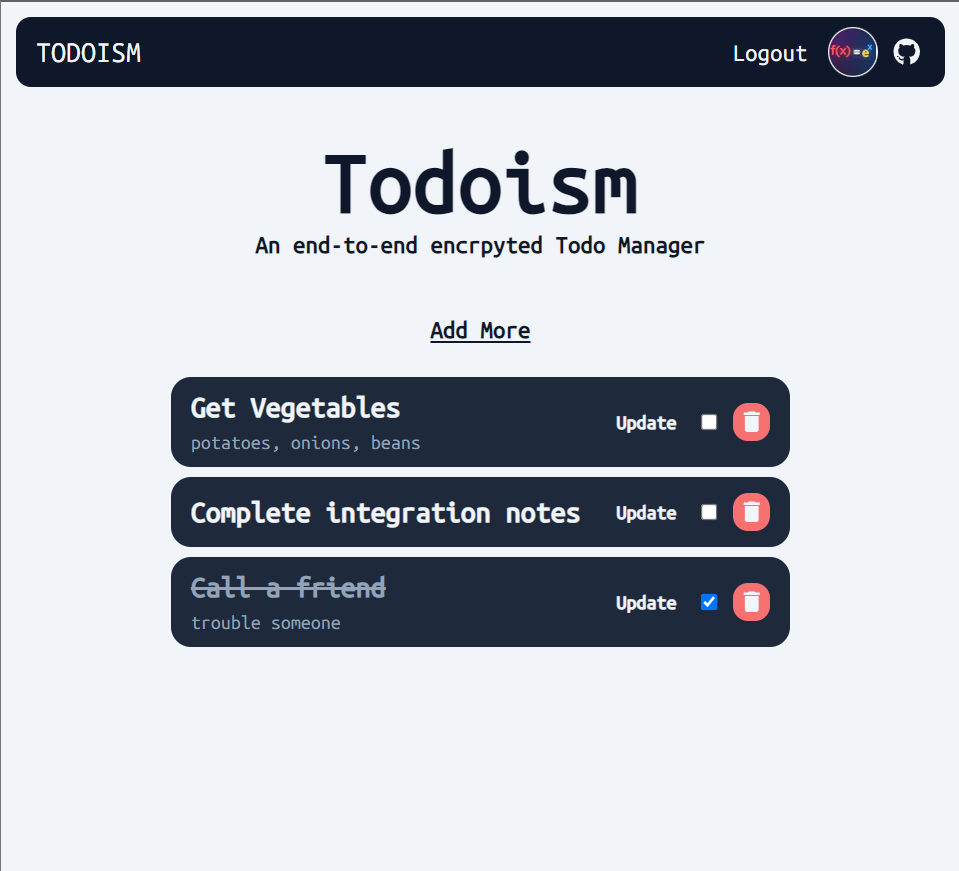 TODOISM Logout f(x)=eˣ
Todoism
An end-to-end encrpyted Todo Manager
Add More
Get Vegetables
potatoes, onions, beans
Update
Complete integration notes
Update
Call a friend
trouble someone
Update